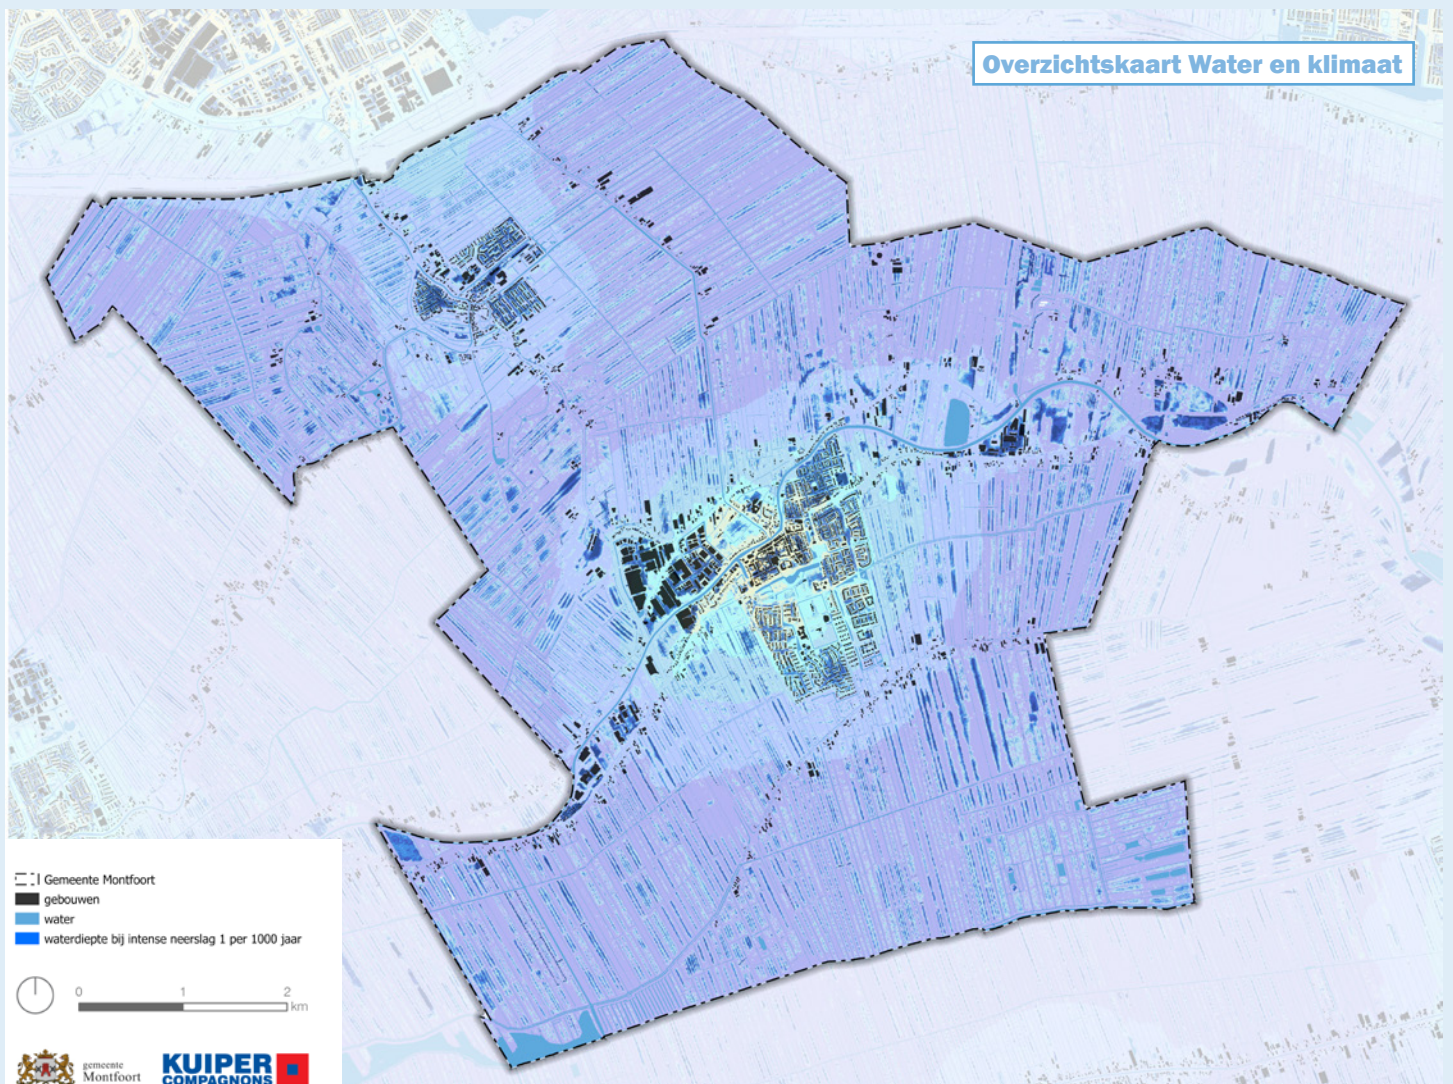 Overzichtskaart Water en klimaat
Gemeente Montfoort
gebouwen
water
waterdiepte bij intense neerslag 1 per 1000 jaar
0 1 2
km
gemeente
Montfoort
KUIPER
COMPAGNONS